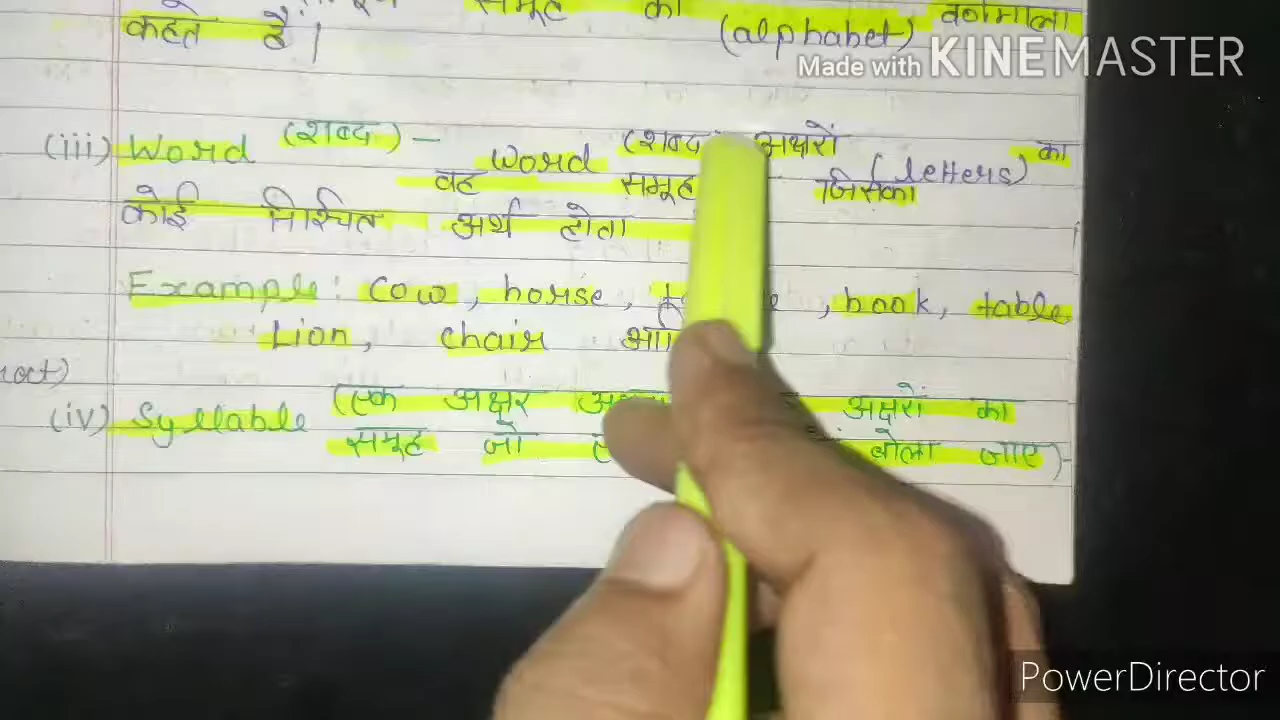 समूह को वर्णमाला
कहते हैं। (alphabet)
Made with KINEMASTER
(iii) Word (शब्द) - Word (शब्द) अक्षरों (letters) का
वह समूह जिसका
कोई निश्चित अर्थ होता
Example: cow, horse, book, table
Lion, chair
(iv) Syllable (एक अक्षर अक्षरों का
समूह जो बोला जाए)-
PowerDirector